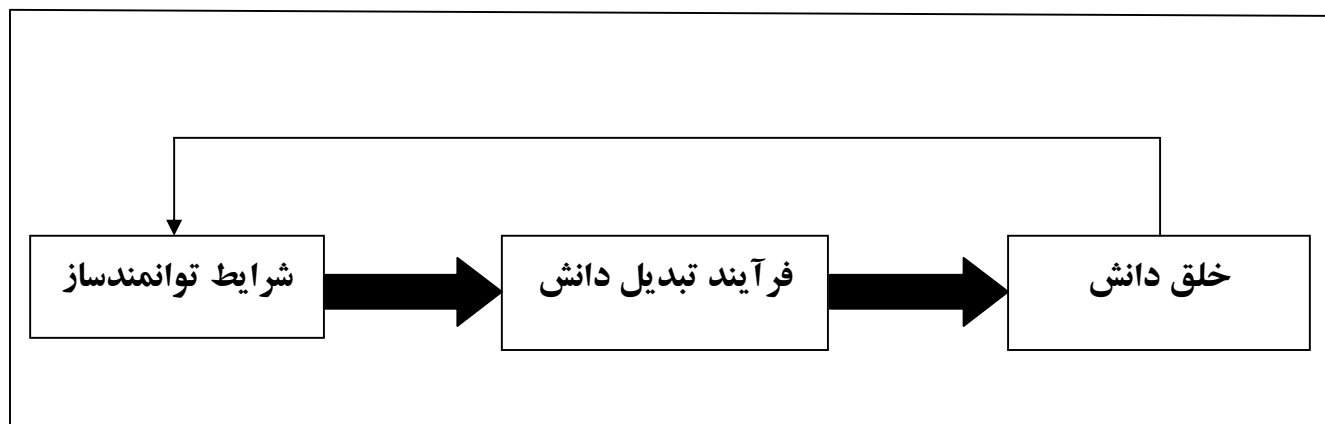 شرایط توانمندساز
فرآیند تبدیل دانش
خلق دانش